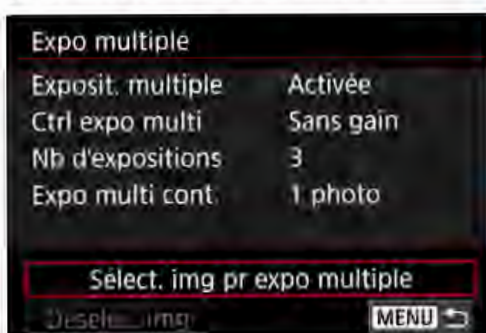 Expo multiple
Exposit. multiple Activée
Ctrl expo multi Sans gain
Nb d'expositions 3
Expo multi cont 1 photo
Sélect. img pr expo multiple
MENU